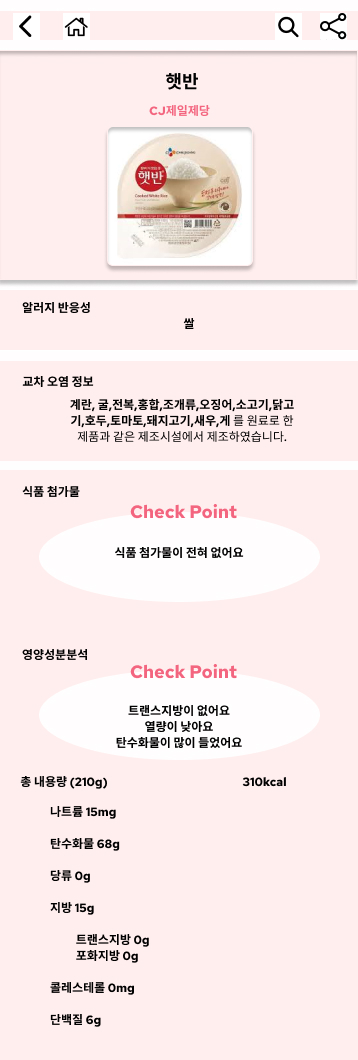 햇반
CJ제일제당
CJ CHEILJEDANG
햇반
Cooked White Rice
알러지 반응성
쌀
교차 오염 정보
계란, 굴,전복,홍합,조개류,오징어,소고기,닭고
기,호두,토마토,돼지고기,새우,게 를 원료로 한
제품과 같은 제조시설에서 제조하였습니다.
식품 첨가물
Check Point
식품 첨가물이 전혀 없어요
영양성분분석
Check Point
트랜스지방이 없어요
열량이 낮아요
탄수화물이 많이 들었어요
총 내용량 (210g) 310kcal
나트륨 15mg
탄수화물 68g
당류 0g
지방 15g
트랜스지방 0g
포화지방 0g
콜레스테롤 0mg
단백질 6g